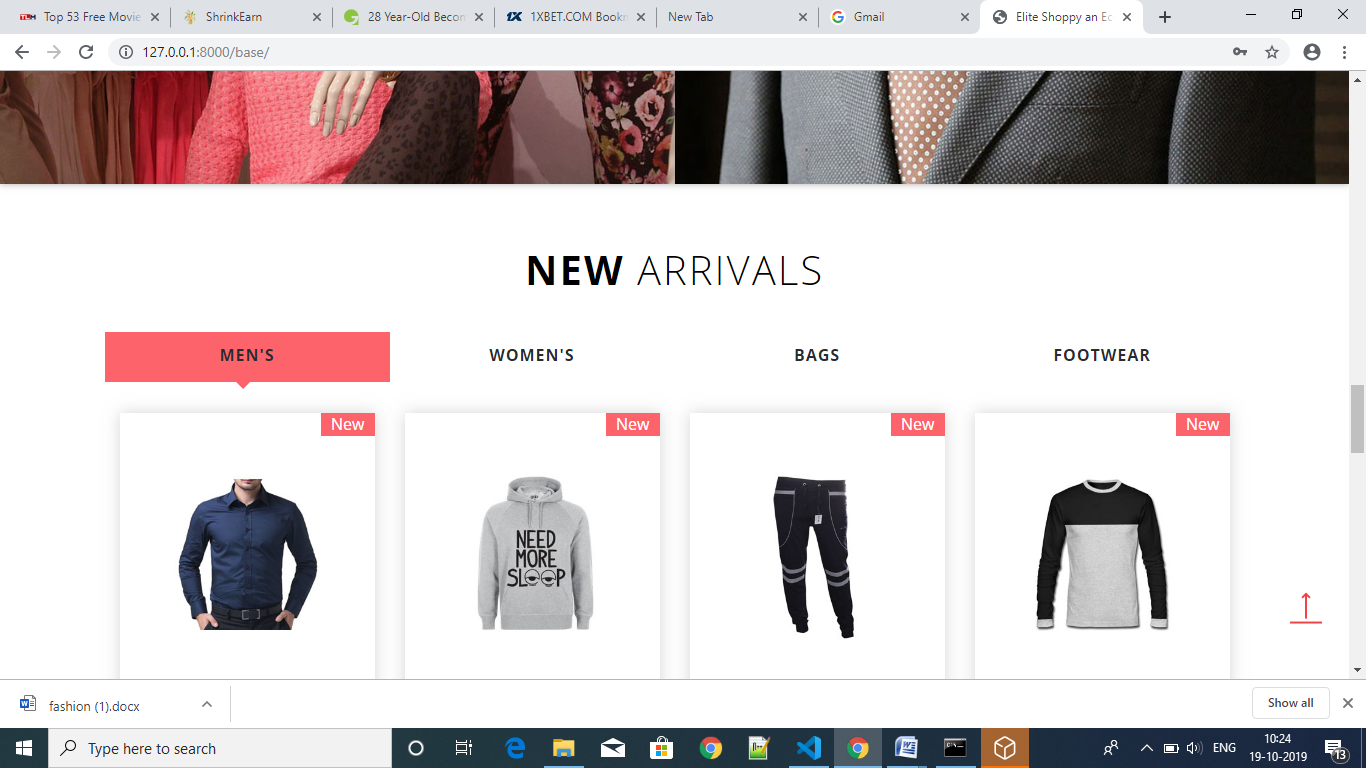 Top 53 Free Movie
ShrinkEarn
28 Year-Old Becom
1XBET.COM Bookm
New Tab
Gmail
Elite Shoppy an Ec
127.0.0.1:8000/base/
NEW ARRIVALS
MEN'S
WOMEN'S
BAGS
FOOTWEAR
New
New
New
New
NEED
MORE
SLOOP
fashion (1).docx
Show all
Type here to search
ENG
10:24
19-10-2019
13